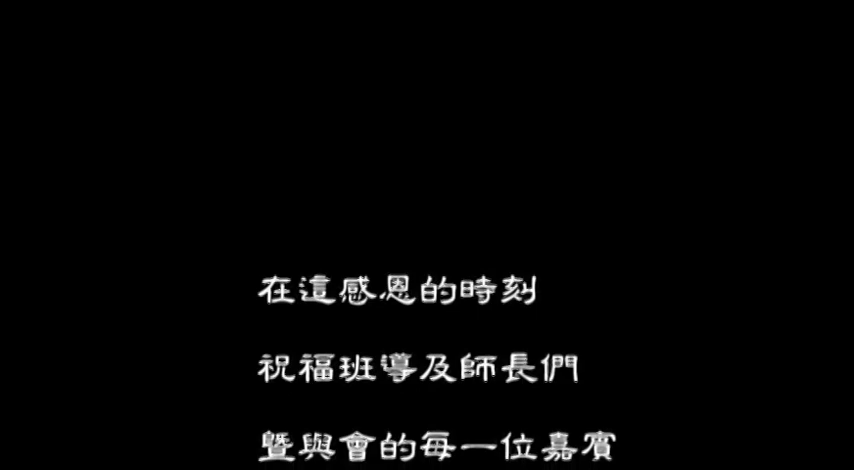 在這感恩的時刻
祝福班導及師長們
暨與會的每一位嘉賓